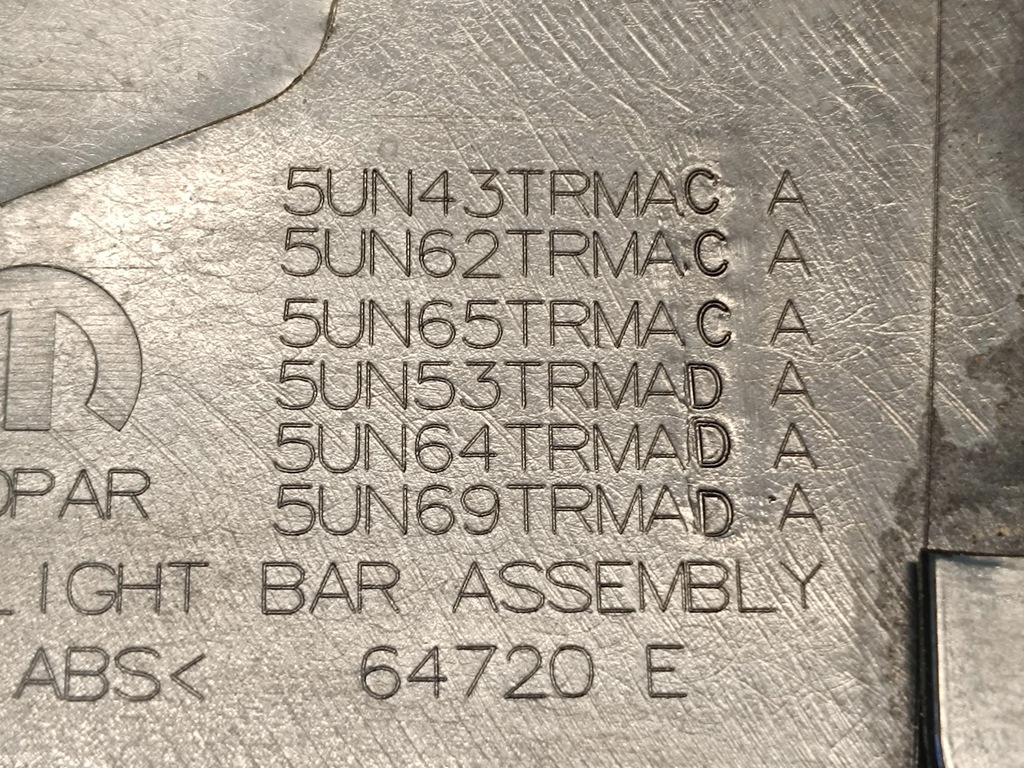 5UN43TRMAC A
5UN62TRMAC A
5UN65TRMAC A
5UN53TRMAD A
5UN64TRMAD A
5UN69TRMAD A
OPAR
LIGHT BAR ASSEMBLY
ABS< 64720 E